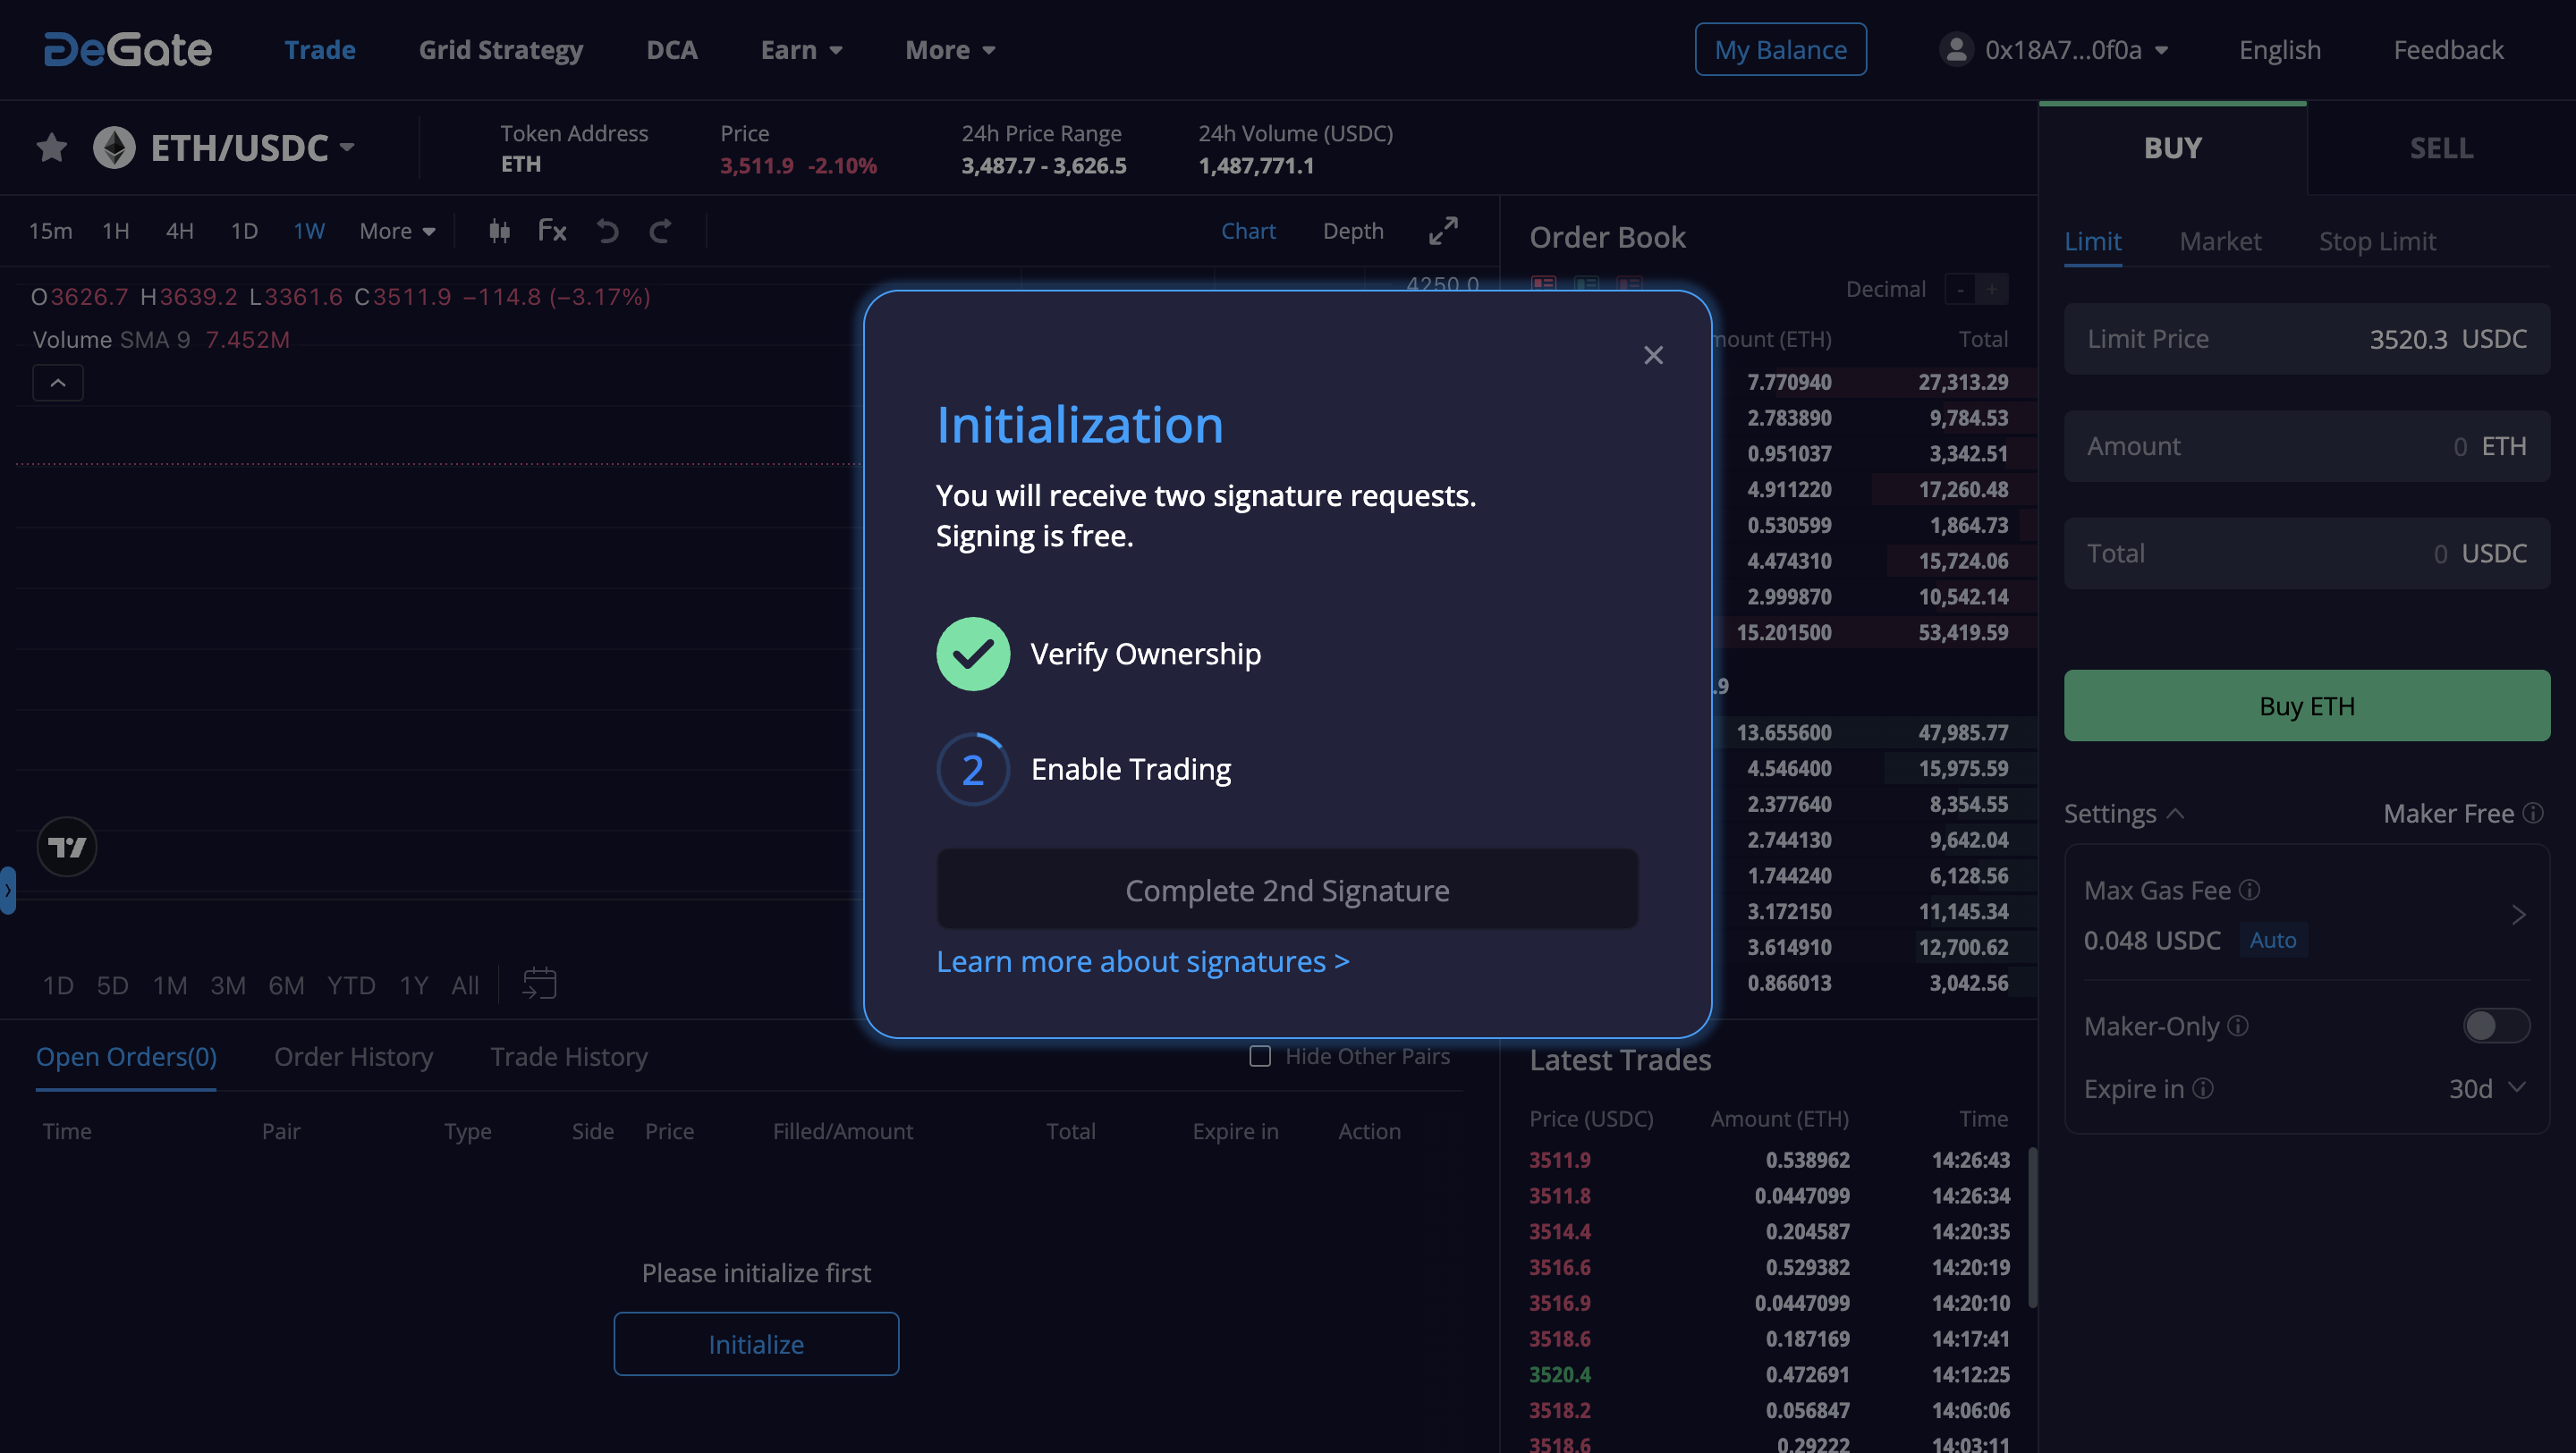 DeGate Trade Grid Strategy DCA Earn More My Balance 0x18A7...0f0a English Feedback
ETH/USDC
Token Address Price 24h Price Range 24h Volume (USDC)
ETH 3,511.9 -2.10% 3,487.7 - 3,626.5 1,487,771.1
BUY SELL
15m 1H 4H 1D 1W More Fx Chart Depth
O3626.7 H3639.2 L3361.6 C3511.9 −114.8 (−3.17%)
Volume SMA 9 7.452M
1D 5D 1M 3M 6M YTD 1Y All
Initialization
You will receive two signature requests.
Signing is free.
Verify Ownership
2 Enable Trading
Complete 2nd Signature
Learn more about signatures >
Order Book
Decimal - +
(ETH) Total
7.770940 27,313.29
2.783890 9,784.53
0.951037 3,342.51
4.911220 17,260.48
0.530599 1,864.73
4.474310 15,724.06
2.999870 10,542.14
15.201500 53,419.59
.9
13.655600 47,985.77
4.546400 15,975.59
2.377640 8,354.55
2.744130 9,642.04
1.744240 6,128.56
3.172150 11,145.34
3.614910 12,700.62
0.866013 3,042.56
Limit Market Stop Limit
Limit Price 3520.3 USDC
Amount 0 ETH
Total 0 USDC
Buy ETH
Settings Maker Free
Max Gas Fee
0.048 USDC Auto
Maker-Only
Expire in 30d
Open Orders(0) Order History Trade History Hide Other Pairs
Time Pair Type Side Price Filled/Amount Total Expire in Action
Please initialize first
Initialize
Latest Trades
Price (USDC) Amount (ETH) Time
3511.9 0.538962 14:26:43
3511.8 0.0447099 14:26:34
3514.4 0.204587 14:20:35
3516.6 0.529382 14:20:19
3516.9 0.0447099 14:20:10
3518.6 0.187169 14:17:41
3520.4 0.472691 14:12:25
3518.2 0.056847 14:06:06
3518.6 0.29222 14:03:11